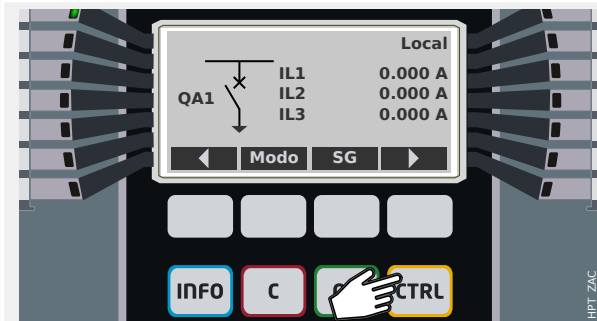 Local
IL1 0.000 A
QA1 IL2 0.000 A
IL3 0.000 A
Modo SG
INFO C CTRL
HPT ZAC